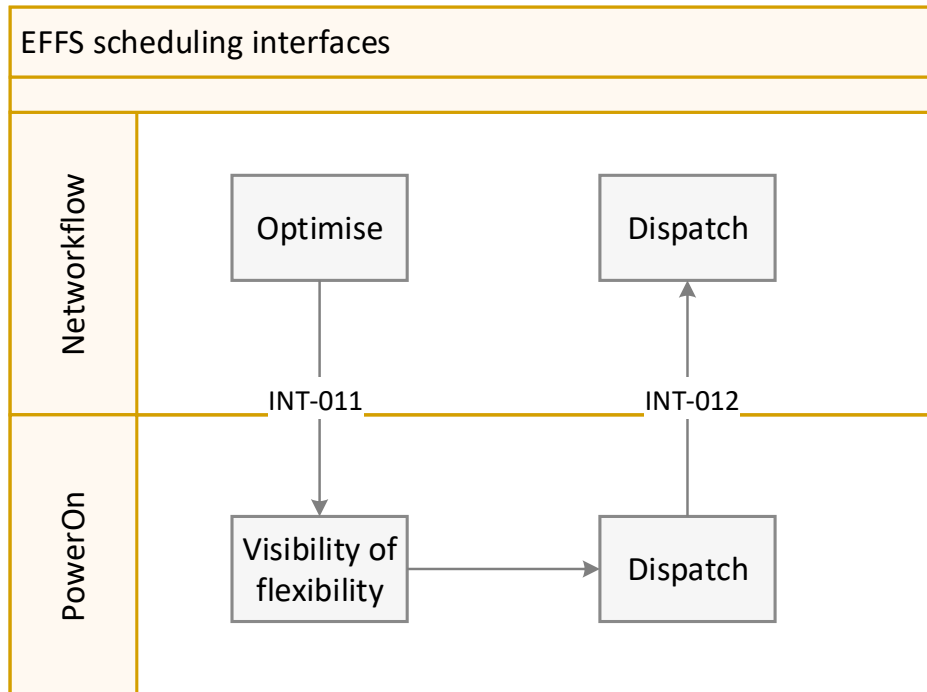 EFFS scheduling interfaces
Networkflow
Optimise
Dispatch
INT-011
INT-012
PowerOn
Visibility of
flexibility
Dispatch